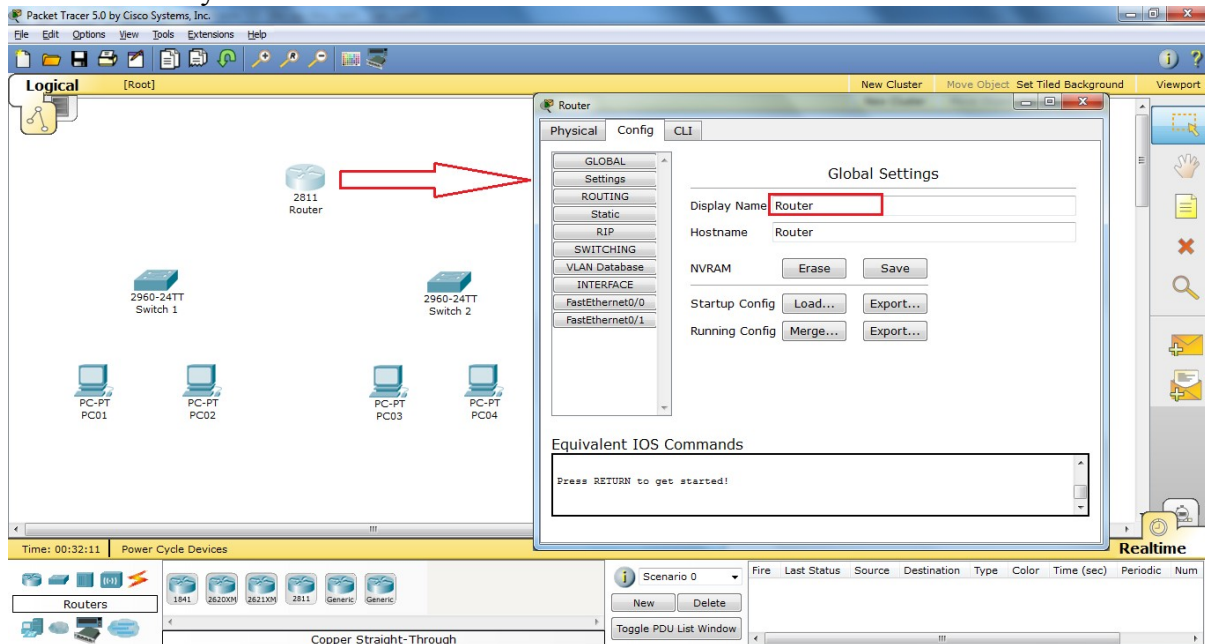 Packet Tracer 5.0 by Cisco Systems, Inc.
File Edit Options View Tools Extensions Help
Logical [Root] New Cluster Move Object Set Tiled Background Viewport
Router
Physical Config CLI
GLOBAL
Settings
ROUTING
Static
RIP
SWITCHING
VLAN Database
INTERFACE
FastEthernet0/0
FastEthernet0/1
Global Settings
Display Name Router
Hostname Router
NVRAM Erase Save
Startup Config Load... Export...
Running Config Merge... Export...
Equivalent IOS Commands
Press RETURN to get started!
2811
Router
2960-24TT
Switch 1
2960-24TT
Switch 2
PC-PT
PC01
PC-PT
PC02
PC-PT
PC03
PC-PT
PC04
Time: 00:32:11 Power Cycle Devices Realtime
Routers
1841 2620XM 2621XM 2811 Generic Generic
Copper Straight-Through
Scenario 0
New Delete
Toggle PDU List Window
Fire Last Status Source Destination Type Color Time (sec) Periodic Num